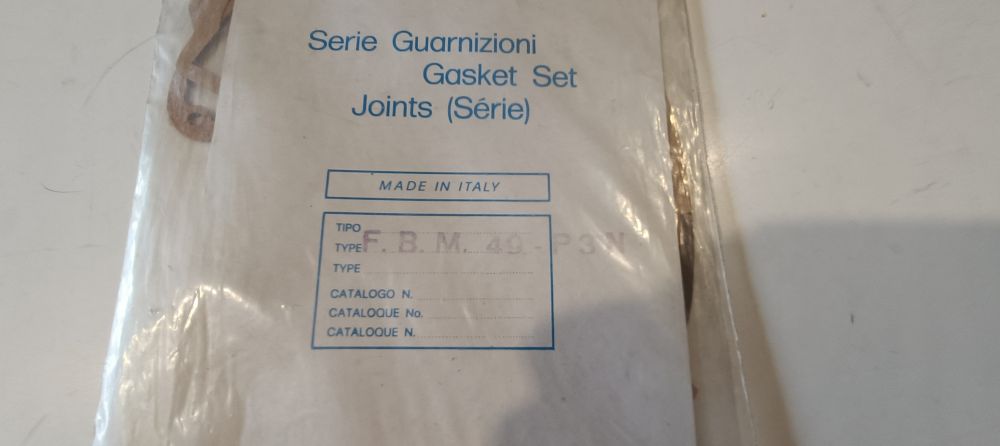 Serie Guarnizioni
Gasket Set
Joints (Série)
MADE IN ITALY
TIPO
TYPE F. B. M. 49.-P3N
TYPE
CATALOGO N.
CATALOQUE No.
CATALOQUE N.